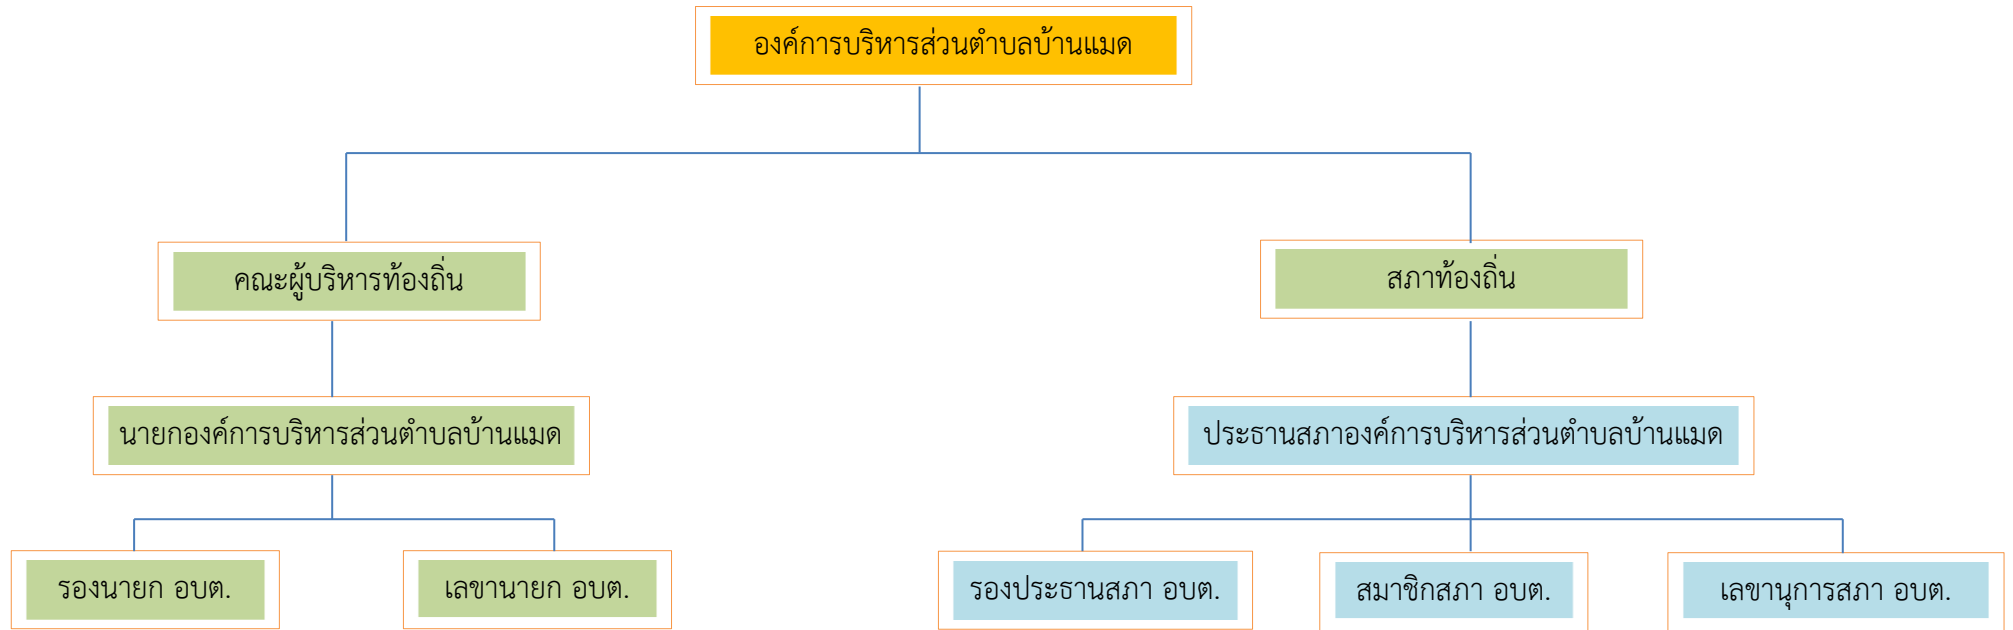 องค์การบริหารส่วนตำบลบ้านแมด
คณะผู้บริหารท้องถิ่น
สภาท้องถิ่น
นายกองค์การบริหารส่วนตำบลบ้านแมด
ประธานสภาองค์การบริหารส่วนตำบลบ้านแมด
รองนายก อบต.
เลขานายก อบต.
รองประธานสภา อบต.
สมาชิกสภา อบต.
เลขานุการสภา อบต.